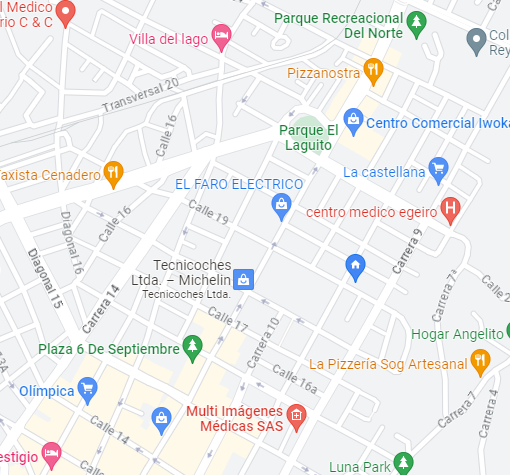 l Medico
rio C & C
Parque Recreacional
Del Norte
Villa del lago
Col
Rey
Pizzanostra
Transversal 20
Calle 16
Parque El
Laguito
Centro Comercial Iwoka
axista Cenadero
EL FARO ELECTRICO
La castellana
centro medico egeiro
Calle 19
Calle 16
Diagonal 16
Diagonal 15
Carrera 9
Tecnicoches
Ltda. – Michelin
Tecnicoches Ltda.
Carrera 7ª
Calle 2
Carrera 14
Calle 17
Carrera 10
Hogar Angelito
Plaza 6 De Septiembre
La Pizzería Sog Artesanal
13A
Calle 16a
Olímpica
Multi Imágenes
Médicas SAS
Carrera 7
Carrera 4
Calle 14
estigio
Luna Park